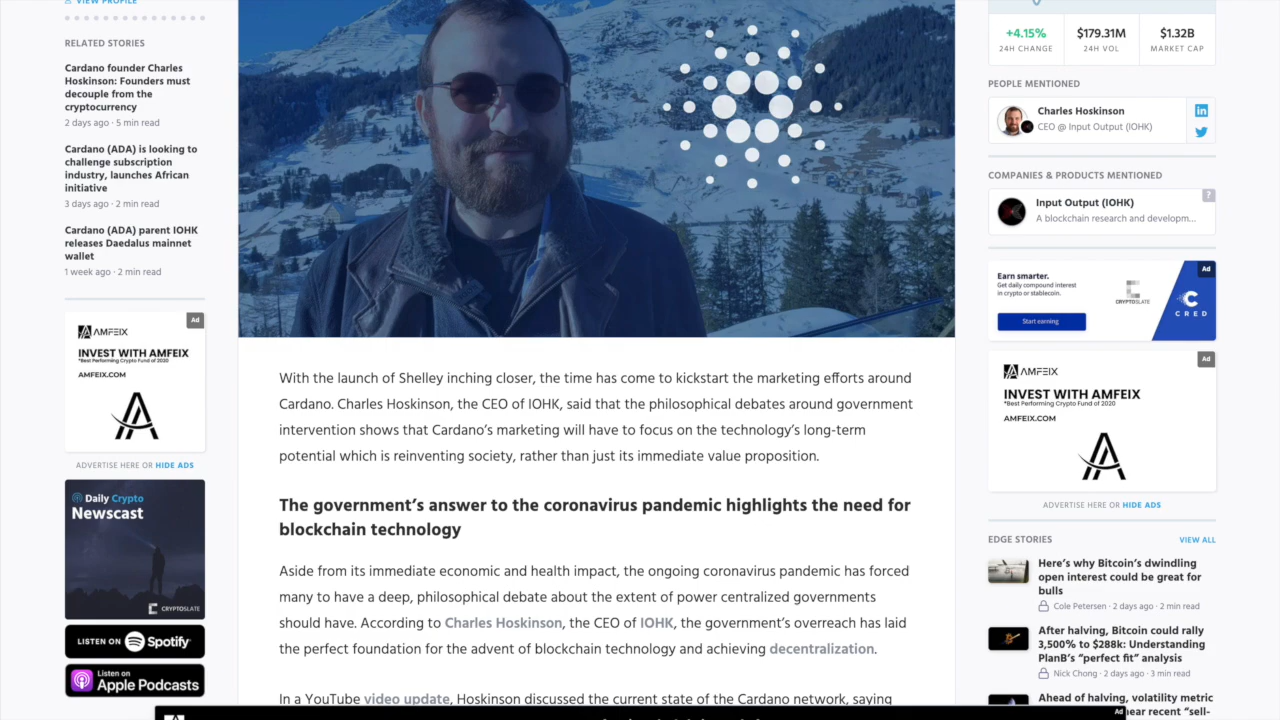 VIEW PROFILE
RELATED STORIES
Cardano founder Charles
Hoskinson: Founders must
decouple from the
cryptocurrency
2 days ago · 5 min read
Cardano (ADA) is looking to
challenge subscription
industry, launches African
initiative
3 days ago · 2 min read
Cardano (ADA) parent IOHK
releases Daedalus mainnet
wallet
1 week ago · 2 min read
Ad
AMFEIX
INVEST WITH AMFEIX
*Best Performing Crypto Fund of 2020
AMFEIX.COM
ADVERTISE HERE OR HIDE ADS
Daily Crypto
Newscast
CRYPTOSLATE
LISTEN ON Spotify
Listen on
Apple Podcasts
With the launch of Shelley inching closer, the time has come to kickstart the marketing efforts around
Cardano. Charles Hoskinson, the CEO of IOHK, said that the philosophical debates around government
intervention shows that Cardano’s marketing will have to focus on the technology’s long-term
potential which is reinventing society, rather than just its immediate value proposition.
The government’s answer to the coronavirus pandemic highlights the need for
blockchain technology
Aside from its immediate economic and health impact, the ongoing coronavirus pandemic has forced
many to have a deep, philosophical debate about the extent of power centralized governments
should have. According to Charles Hoskinson, the CEO of IOHK, the government’s overreach has laid
the perfect foundation for the advent of blockchain technology and achieving decentralization.
In a YouTube video update, Hoskinson discussed the current state of the Cardano network, saying
+4.15% $179.31M $1.32B
24H CHANGE 24H VOL MARKET CAP
PEOPLE MENTIONED
Charles Hoskinson
CEO @ Input Output (IOHK)
in
COMPANIES & PRODUCTS MENTIONED
?
Input Output (IOHK)
A blockchain research and developm...
Ad
Earn smarter.
Get daily compound interest
in crypto or stablecoin.
Start earning
CRYPTOSLATE
CRED
Ad
AMFEIX
INVEST WITH AMFEIX
*Best Performing Crypto Fund of 2020
AMFEIX.COM
ADVERTISE HERE OR HIDE ADS
EDGE STORIES VIEW ALL
Here’s why Bitcoin’s dwindling
open interest could be great for
bulls
Cole Petersen · 2 days ago · 2 min read
After halving, Bitcoin could rally
3,500% to $288k: Understanding
PlanB’s “perfect fit” analysis
Nick Chong · 2 days ago · 3 min read
Ahead of halving, volatility metric
near recent “sell-
Ad